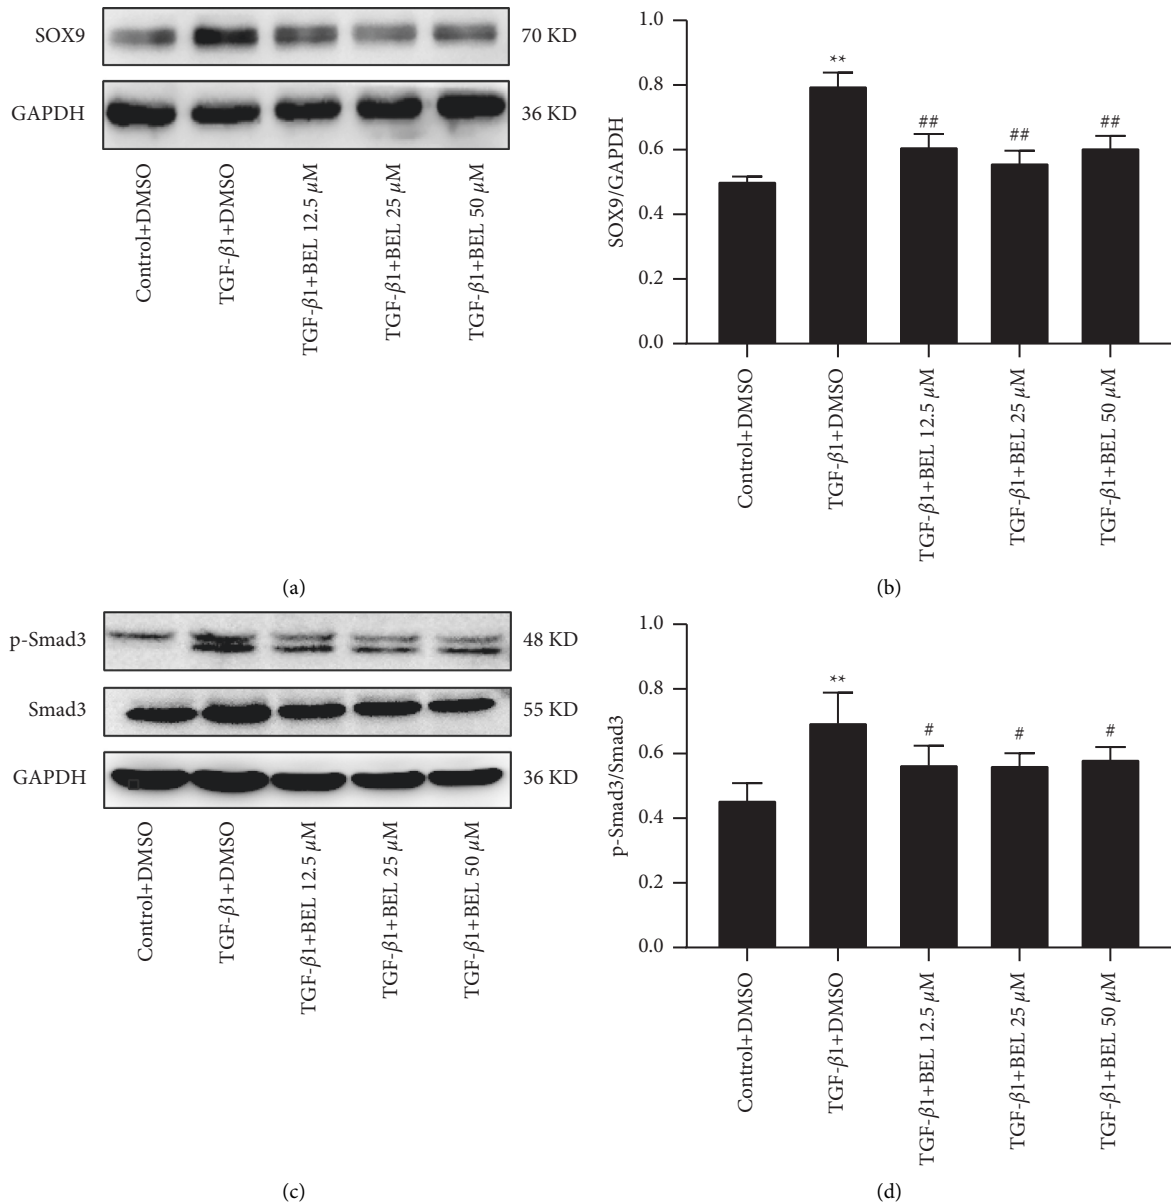 SOX9
70 KD
GAPDH
36 KD
Control+DMSO
TGF-β1+DMSO
TGF-β1+BEL 12.5 μM
TGF-β1+BEL 25 μM
TGF-β1+BEL 50 μM
(a)
SOX9/GAPDH
1.0
0.8
0.6
0.4
0.2
0.0
**
##
##
##
Control+DMSO
TGF-β1+DMSO
TGF-β1+BEL 12.5 μM
TGF-β1+BEL 25 μM
TGF-β1+BEL 50 μM
(b)
p-Smad3
48 KD
Smad3
55 KD
GAPDH
36 KD
Control+DMSO
TGF-β1+DMSO
TGF-β1+BEL 12.5 μM
TGF-β1+BEL 25 μM
TGF-β1+BEL 50 μM
(c)
p-Smad3/Smad3
1.0
0.8
0.6
0.4
0.2
0.0
**
#
#
#
Control+DMSO
TGF-β1+DMSO
TGF-β1+BEL 12.5 μM
TGF-β1+BEL 25 μM
TGF-β1+BEL 50 μM
(d)